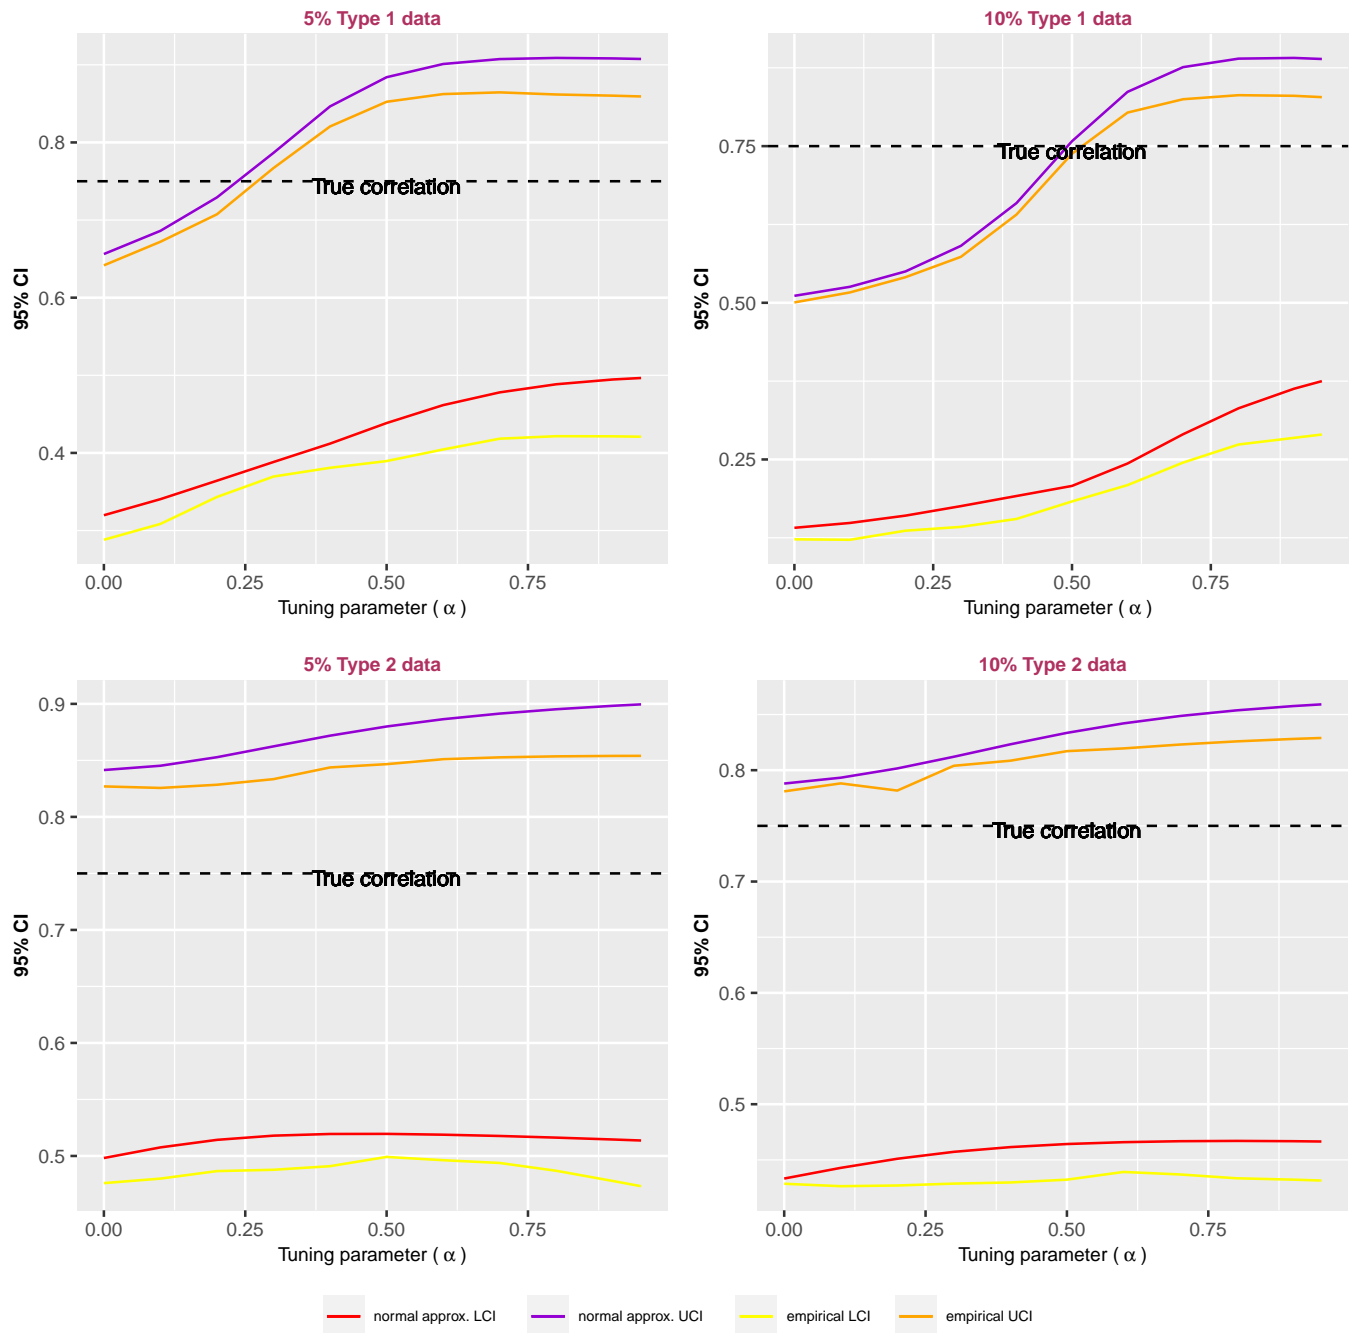 5% Type 1 data
95% CI
0.8
0.6
0.4
True correlation
0.00 0.25 0.50 0.75
Tuning parameter ( α )
10% Type 1 data
95% CI
0.75
0.50
0.25
True correlation
0.00 0.25 0.50 0.75
Tuning parameter ( α )
5% Type 2 data
95% CI
0.9
0.8
0.7
0.6
0.5
True correlation
0.00 0.25 0.50 0.75
Tuning parameter ( α )
10% Type 2 data
95% CI
0.8
0.7
0.6
0.5
True correlation
0.00 0.25 0.50 0.75
Tuning parameter ( α )
normal approx. LCI normal approx. UCI empirical LCI empirical UCI